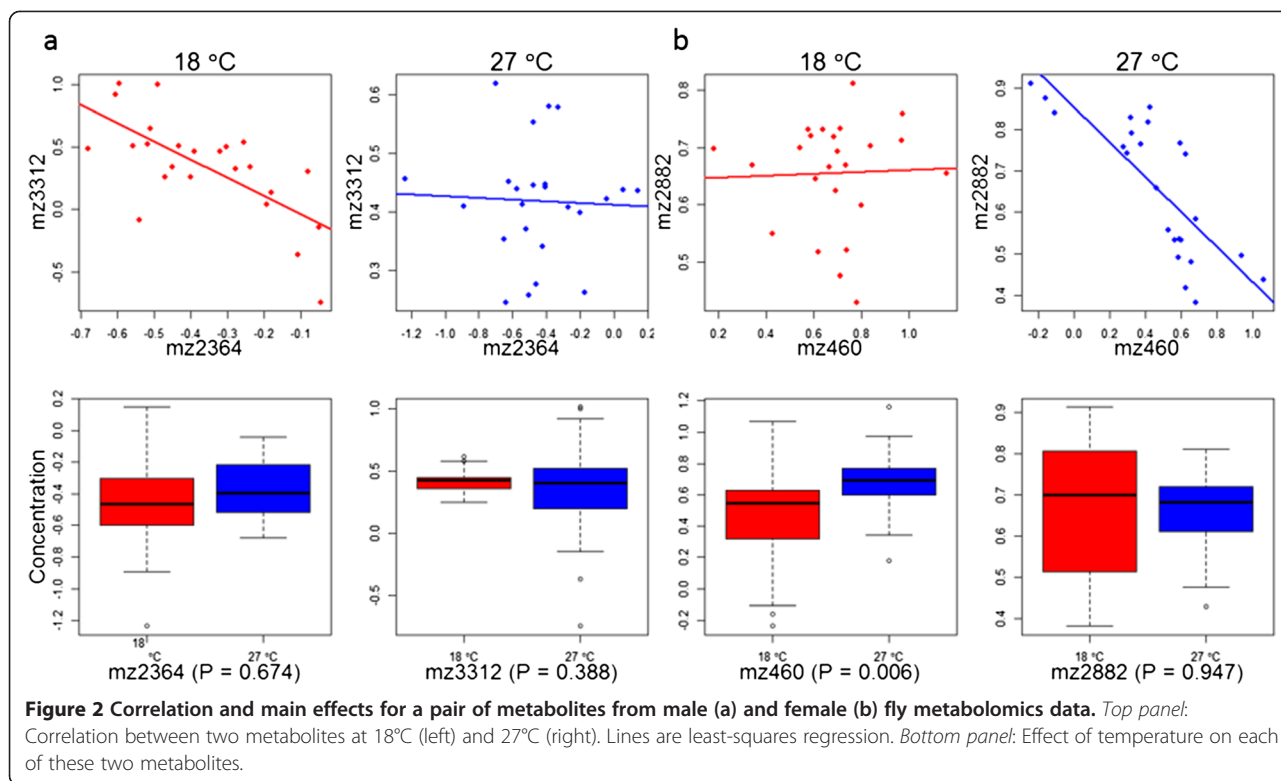 a
b
18 °C
27 °C
18 °C
27 °C
mz3312
1.0
0.5
0.0
-0.5
-0.7 -0.6 -0.5 -0.4 -0.3 -0.2 -0.1
mz2364
mz3312
0.6
0.5
0.4
0.3
-1.2 -1.0 -0.8 -0.6 -0.4 -0.2 0.0 0.2
mz2364
mz2882
0.8
0.7
0.6
0.5
0.2 0.4 0.6 0.8 1.0
mz460
mz2882
0.9
0.8
0.7
0.6
0.5
0.4
-0.2 0.0 0.2 0.4 0.6 0.8 1.0
mz460
Concentration
0.2
0.0
-0.2
-0.4
-0.6
-0.8
-1.0
-1.2
18 °C
27 °C
mz2364 (P = 0.674)
1.0
0.5
0.0
-0.5
18 °C
27 °C
mz3312 (P = 0.388)
1.2
1.0
0.8
0.6
0.4
0.2
0.0
-0.2
18 °C
27 °C
mz460 (P = 0.006)
0.9
0.8
0.7
0.6
0.5
0.4
18 °C
27 °C
mz2882 (P = 0.947)
Figure 2 Correlation and main effects for a pair of metabolites from male (a) and female (b) fly metabolomics data. Top panel:
Correlation between two metabolites at 18°C (left) and 27°C (right). Lines are least-squares regression. Bottom panel: Effect of temperature on each
of these two metabolites.